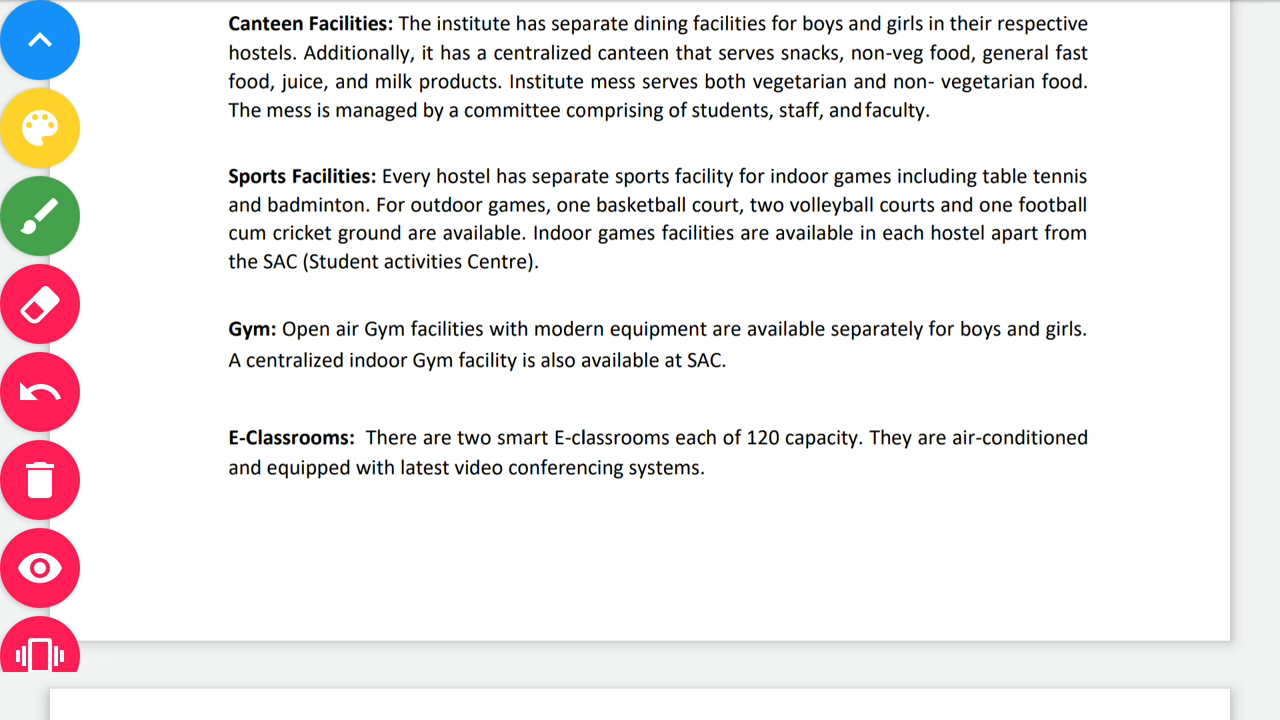 Canteen Facilities: The institute has separate dining facilities for boys and girls in their respective
hostels. Additionally, it has a centralized canteen that serves snacks, non-veg food, general fast
food, juice, and milk products. Institute mess serves both vegetarian and non- vegetarian food.
The mess is managed by a committee comprising of students, staff, and faculty.
Sports Facilities: Every hostel has separate sports facility for indoor games including table tennis
and badminton. For outdoor games, one basketball court, two volleyball courts and one football
cum cricket ground are available. Indoor games facilities are available in each hostel apart from
the SAC (Student activities Centre).
Gym: Open air Gym facilities with modern equipment are available separately for boys and girls.
A centralized indoor Gym facility is also available at SAC.
E-Classrooms: There are two smart E-classrooms each of 120 capacity. They are air-conditioned
and equipped with latest video conferencing systems.